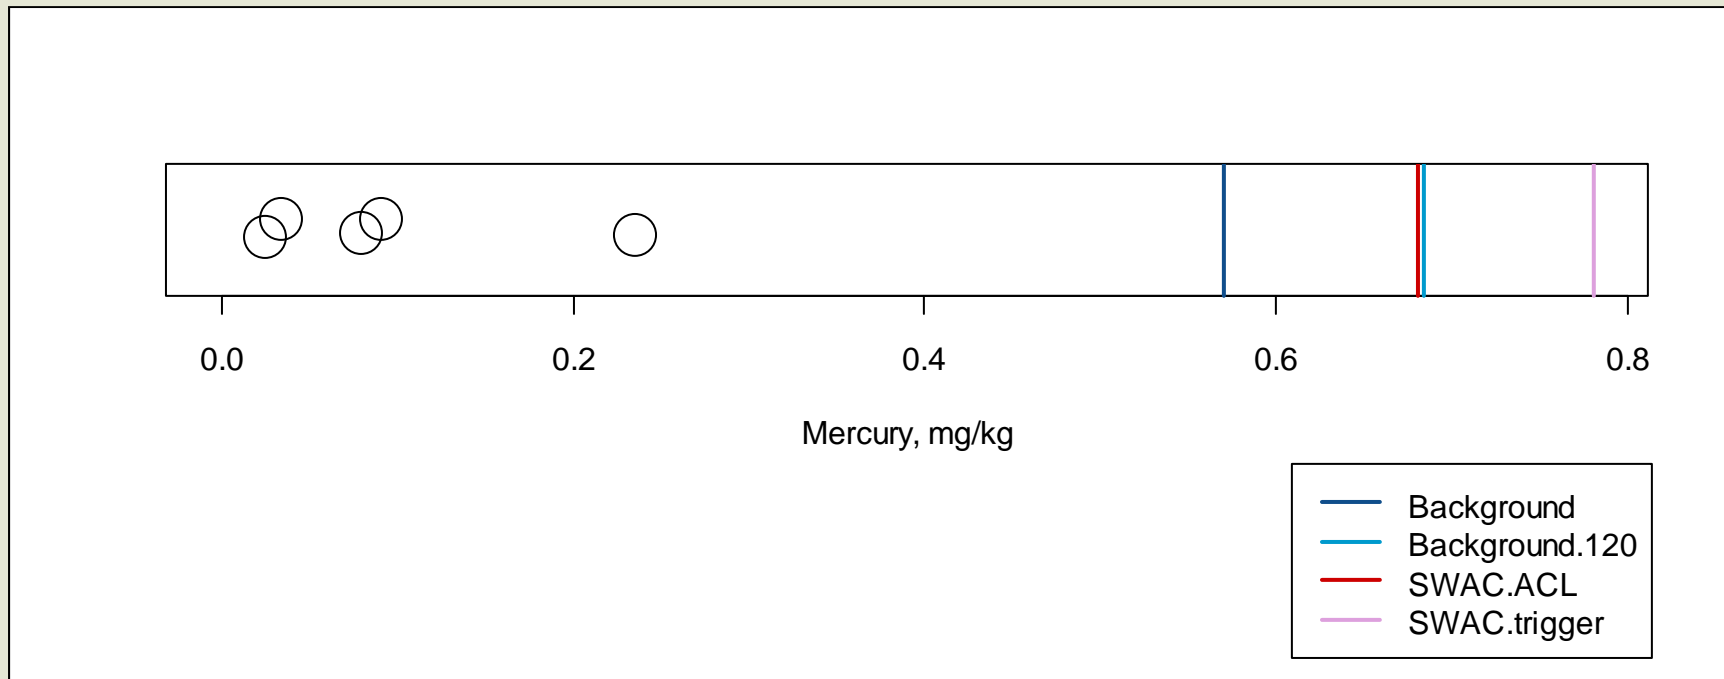 0.0 0.2 0.4 0.6 0.8
Mercury, mg/kg
Background
Background.120
SWAC.ACL
SWAC.trigger